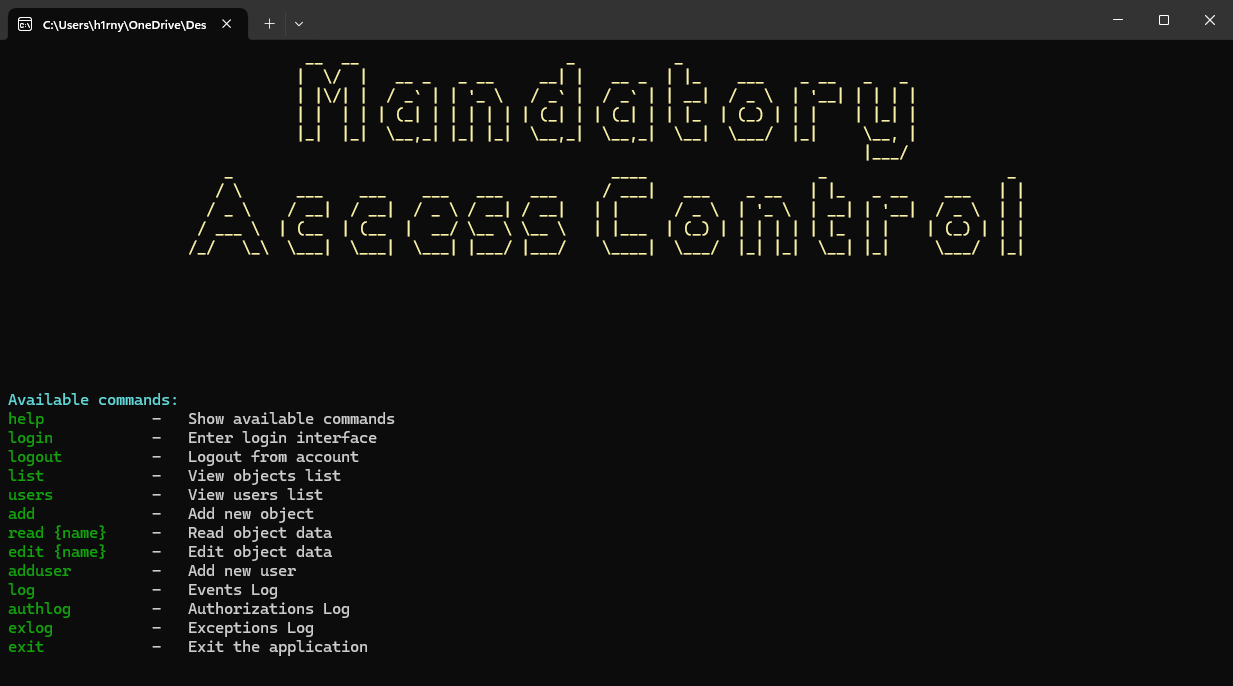 C:\Users\h1rny\OneDrive\Des
Mandatory
Access Control
Available commands:
help - Show available commands
login - Enter login interface
logout - Logout from account
list - View objects list
users - View users list
add - Add new object
read {name} - Read object data
edit {name} - Edit object data
adduser - Add new user
log - Events Log
authlog - Authorizations Log
exlog - Exceptions Log
exit - Exit the application